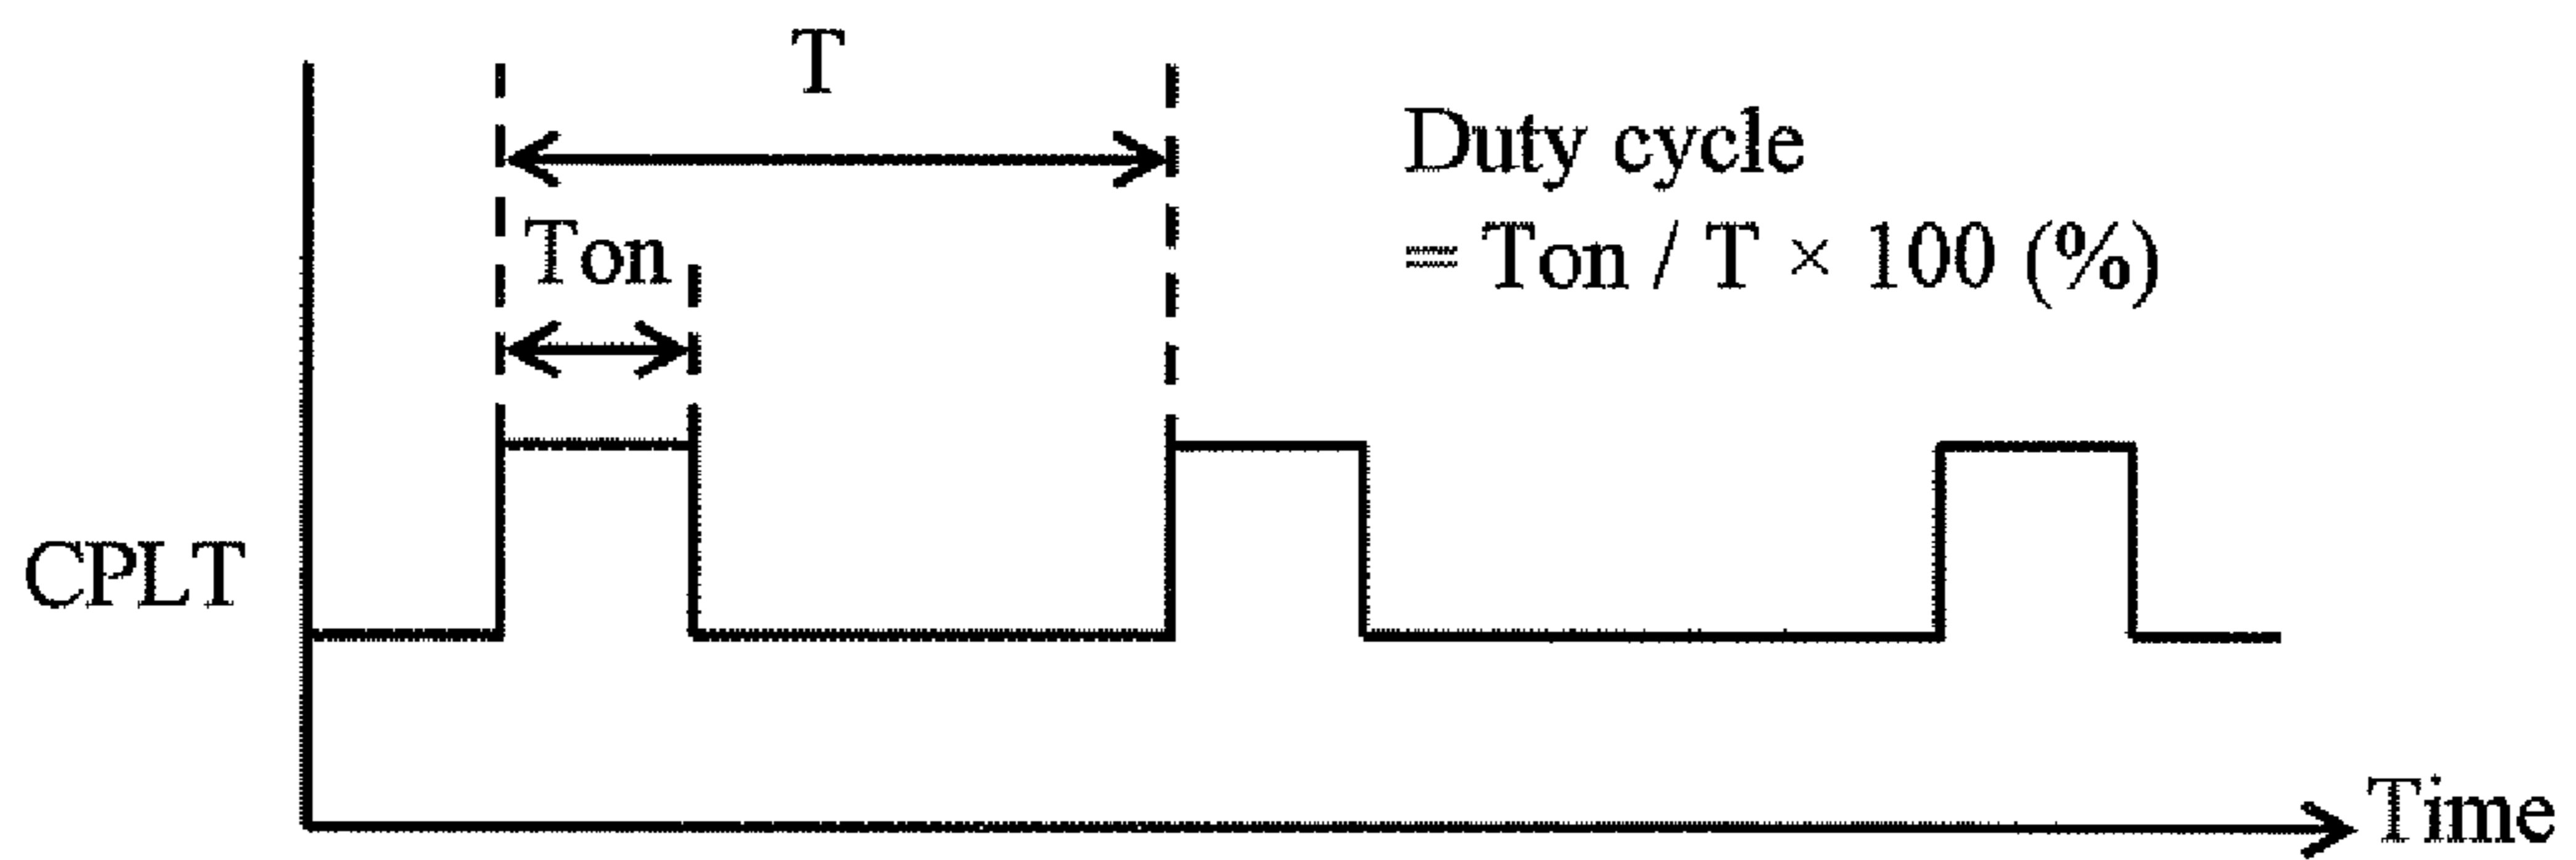 T
Duty cycle
= Ton / T × 100 (%)
Ton
CPLT
Time